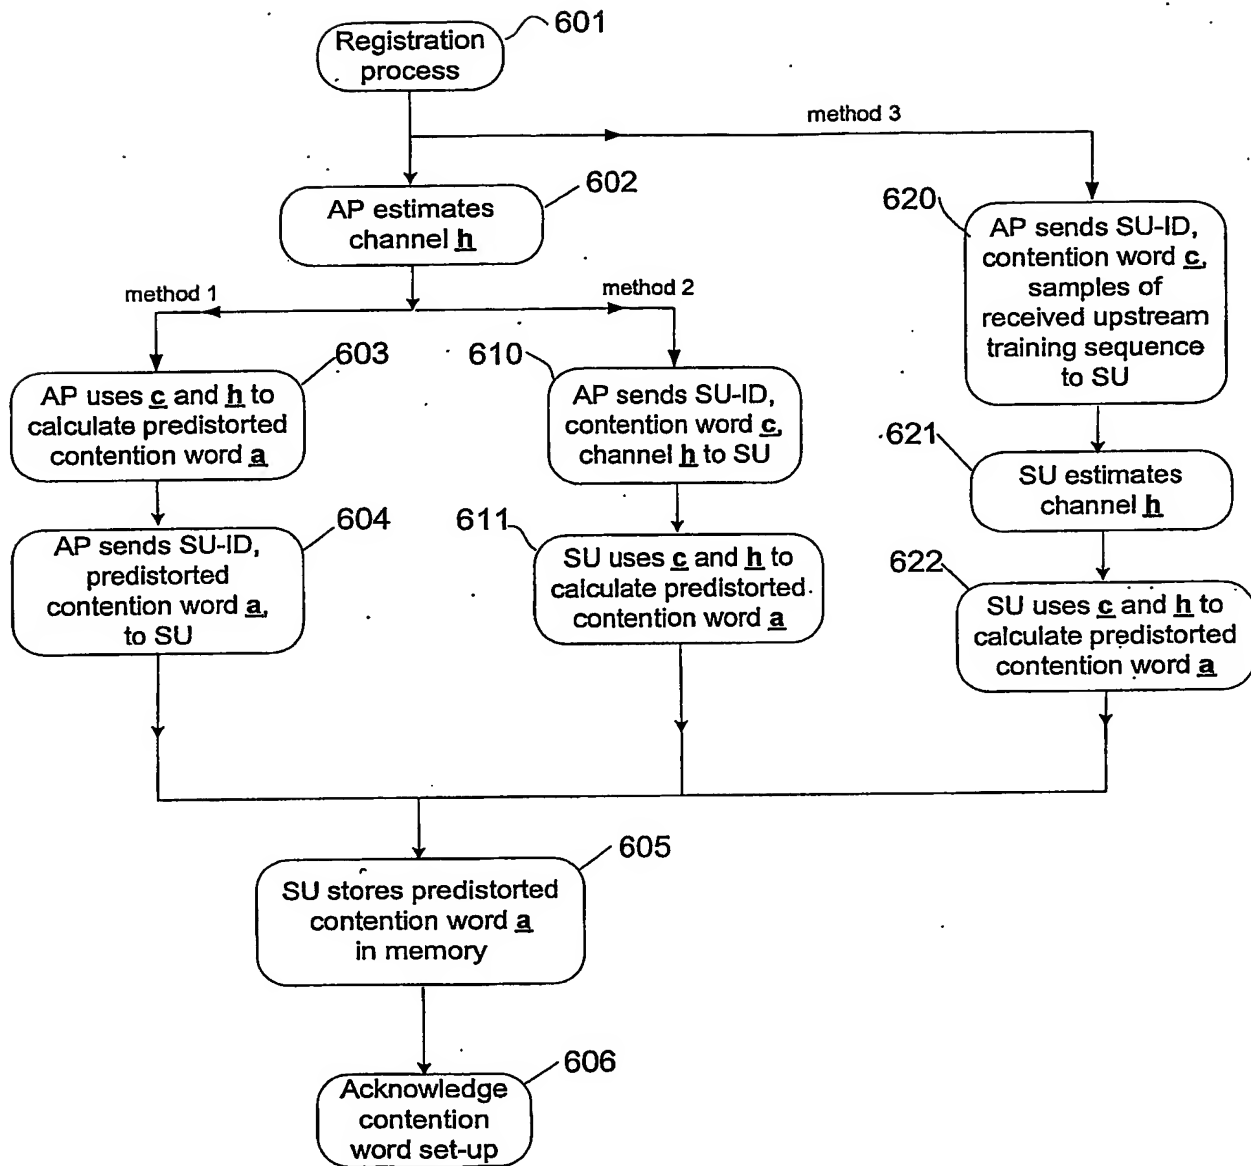 601
Registration
process
method 3
602
AP estimates
channel h
620
AP sends SU-ID,
contention word c,
samples of
received upstream
training sequence
to SU
method 1
method 2
603
AP uses c and h to
calculate predistorted
contention word a
610
AP sends SU-ID,
contention word c,
channel h to SU
621
SU estimates
channel h
604
AP sends SU-ID,
predistorted
contention word a,
to SU
611
SU uses c and h to
calculate predistorted
contention word a
622
SU uses c and h to
calculate predistorted
contention word a
605
SU stores predistorted
contention word a
in memory
606
Acknowledge
contention
word set-up